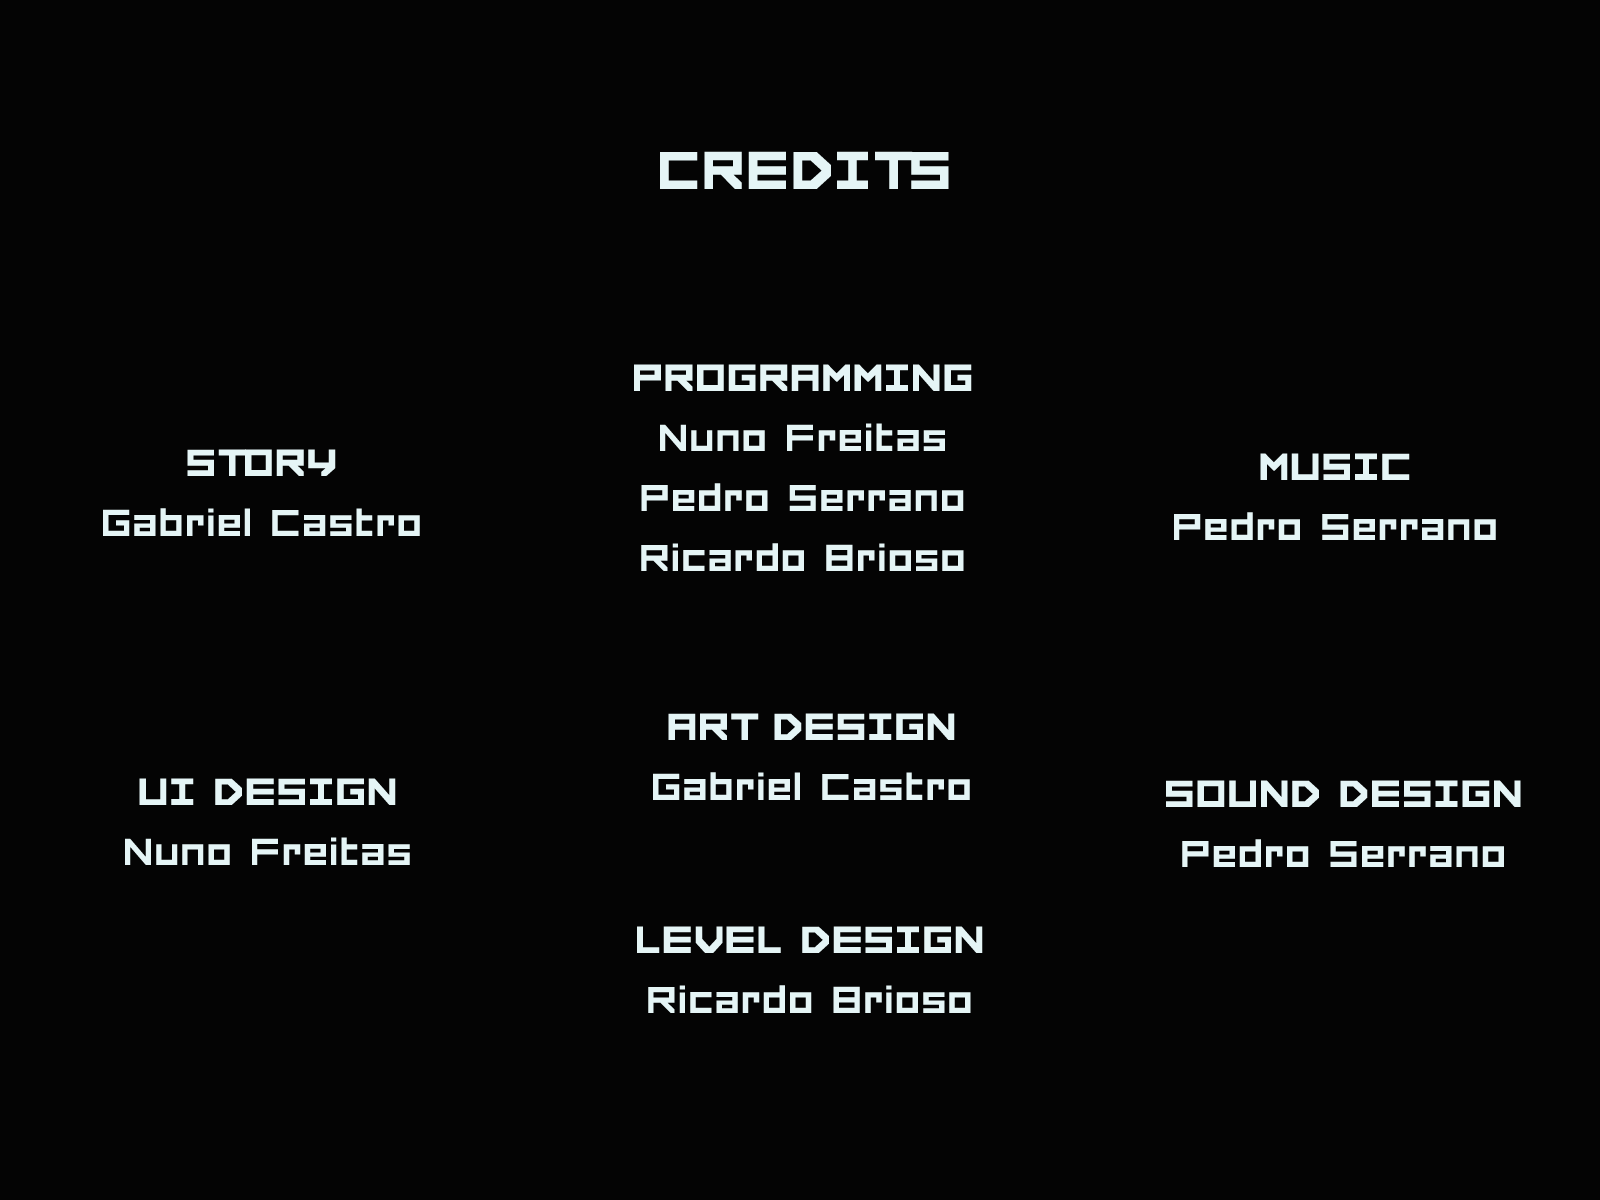 CREDITS
STORY
Gabriel Castro
PROGRAMMING
Nuno Freitas
Pedro Serrano
Ricardo Brioso
MUSIC
Pedro Serrano
UI DESIGN
Nuno Freitas
ART DESIGN
Gabriel Castro
SOUND DESIGN
Pedro Serrano
LEVEL DESIGN
Ricardo Brioso